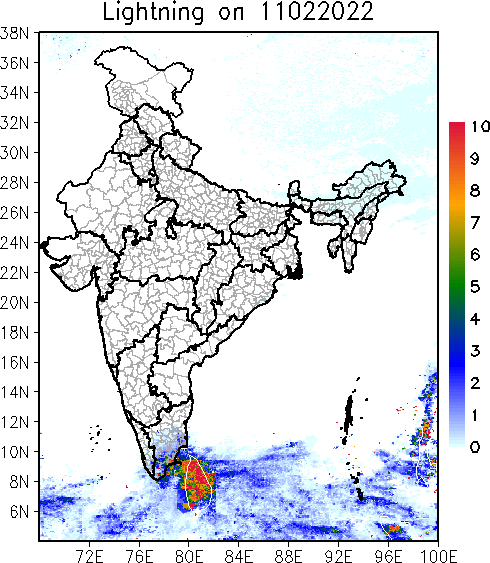 Lightning on 11022022
38N
36N
34N
32N
30N
28N
26N
24N
22N
20N
18N
16N
14N
12N
10N
8N
6N
72E 76E 80E 84E 88E 92E 96E 100E
10
9
8
7
6
5
4
3
2
1
0